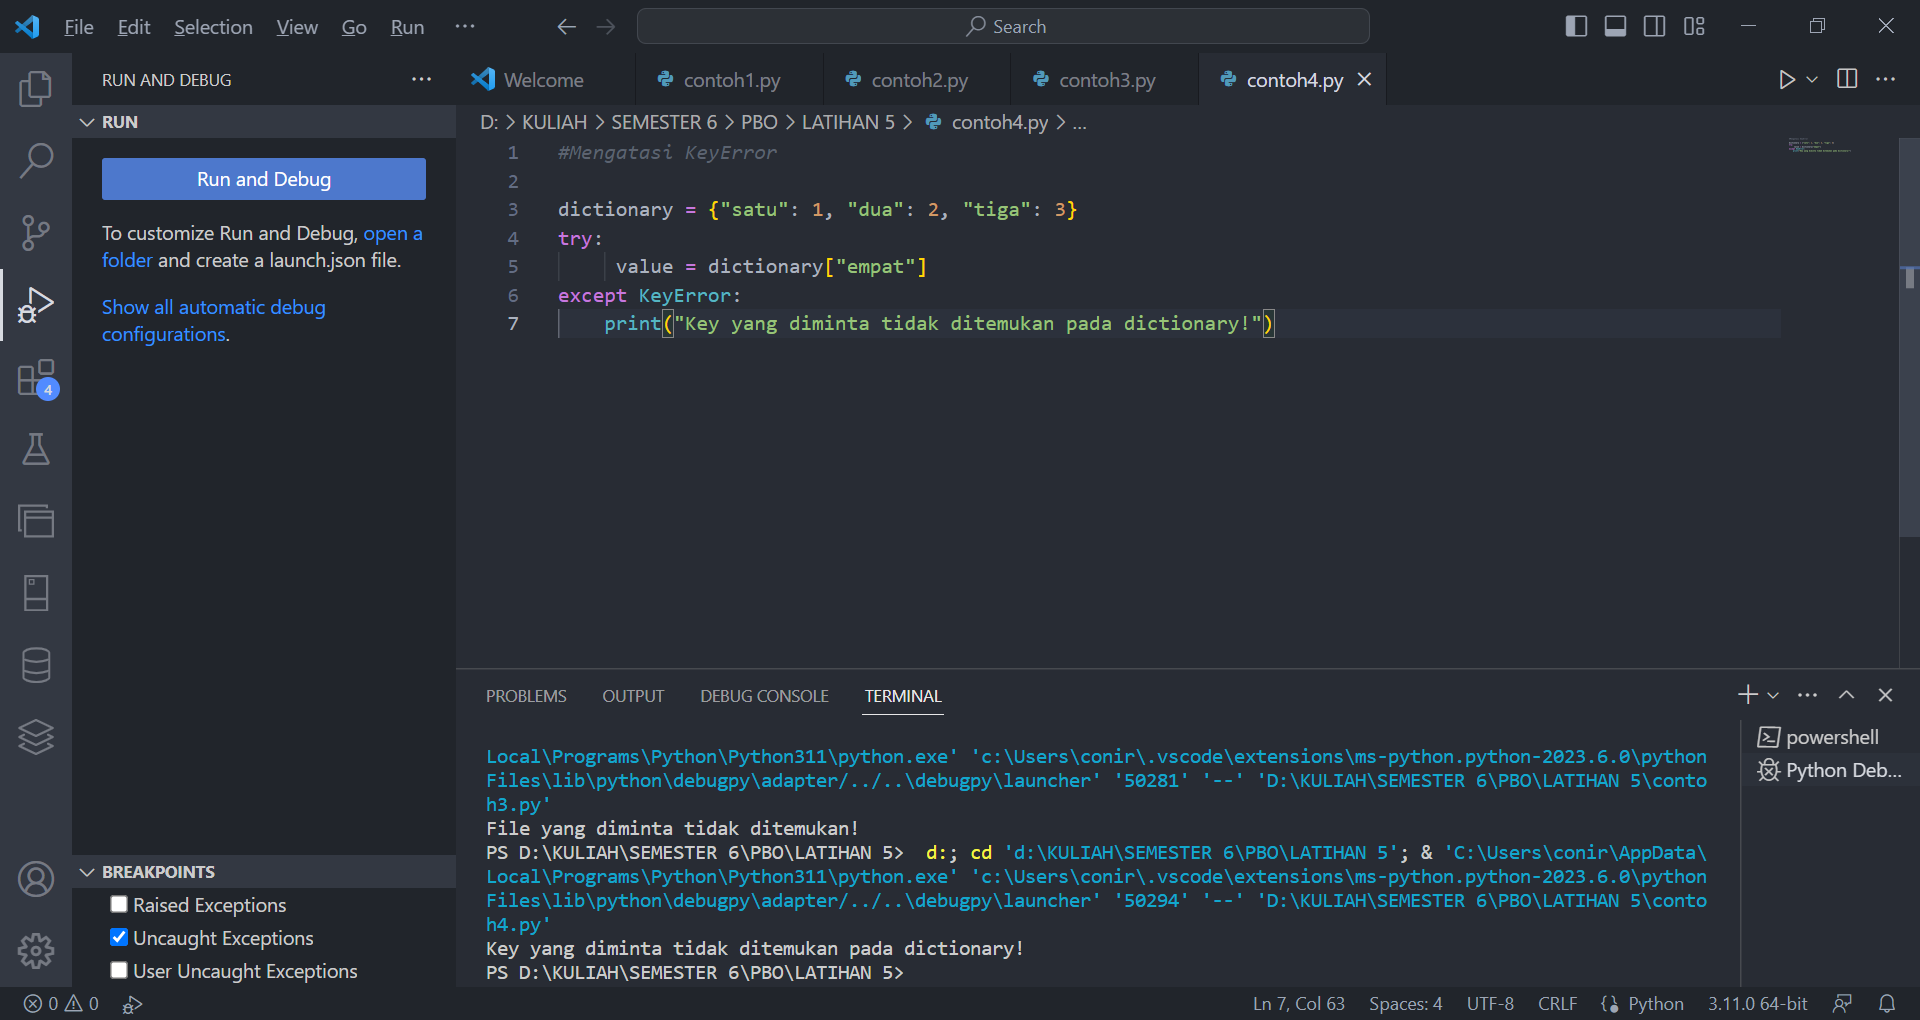 File Edit Selection View Go Run ... Search
RUN AND DEBUG ...
RUN
Run and Debug
To customize Run and Debug, open a
folder and create a launch.json file.
Show all automatic debug
configurations.
4
BREAKPOINTS
Raised Exceptions
Uncaught Exceptions
User Uncaught Exceptions
Welcome contoh1.py contoh2.py contoh3.py contoh4.py
D: > KULIAH > SEMESTER 6 > PBO > LATIHAN 5 > contoh4.py > ...
1 #Mengatasi KeyError
2
3 dictionary = {"satu": 1, "dua": 2, "tiga": 3}
4 try:
5 value = dictionary["empat"]
6 except KeyError:
7 print("Key yang diminta tidak ditemukan pada dictionary!")
PROBLEMS OUTPUT DEBUG CONSOLE TERMINAL
Local\Programs\Python\Python311\python.exe' 'c:\Users\conir\.vscode\extensions\ms-python.python-2023.6.0\python
Files\lib\python\debugpy\adapter/../..\debugpy\launcher' '50281' '--' 'D:\KULIAH\SEMESTER 6\PBO\LATIHAN 5\conto
h3.py'
File yang diminta tidak ditemukan!
PS D:\KULIAH\SEMESTER 6\PBO\LATIHAN 5> d:; cd 'd:\KULIAH\SEMESTER 6\PBO\LATIHAN 5'; & 'C:\Users\conir\AppData\
Local\Programs\Python\Python311\python.exe' 'c:\Users\conir\.vscode\extensions\ms-python.python-2023.6.0\python
Files\lib\python\debugpy\adapter/../..\debugpy\launcher' '50294' '--' 'D:\KULIAH\SEMESTER 6\PBO\LATIHAN 5\conto
h4.py'
Key yang diminta tidak ditemukan pada dictionary!
PS D:\KULIAH\SEMESTER 6\PBO\LATIHAN 5>
powershell
Python Deb...
0 0 Ln 7, Col 63 Spaces: 4 UTF-8 CRLF Python 3.11.0 64-bit